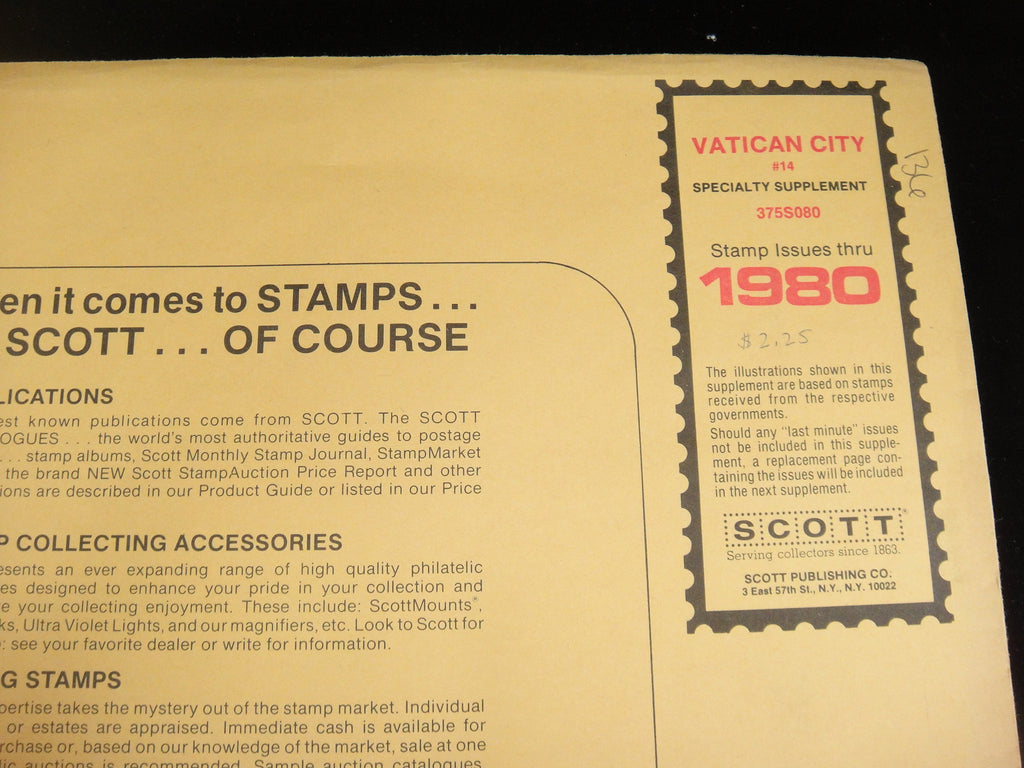 en it comes to STAMPS...
SCOTT... OF COURSE
LICATIONS
est known publications come from SCOTT. The SCOTT
OGUES... the world's most authoritative guides to postage
... stamp albums, Scott Monthly Stamp Journal, StampMarket
the brand NEW Scott StampAuction Price Report and other
ions are described in our Product Guide or listed in our Price
P COLLECTING ACCESSORIES
esents an ever expanding range of high quality philatelic
es designed to enhance your pride in your collection and
e your collecting enjoyment. These include: ScottMounts®,
ks, Ultra Violet Lights, and our magnifiers, etc. Look to Scott for
: see your favorite dealer or write for information.
G STAMPS
pertise takes the mystery out of the stamp market. Individual
or estates are appraised. Immediate cash is available for
rchase or, based on our knowledge of the market, sale at one
lic auctions is recommended. Sample auction catalogues,
VATICAN CITY
#14
SPECIALTY SUPPLEMENT
375S080
Stamp Issues thru
1980
$2.25
The illustrations shown in this
supplement are based on stamps
received from the respective
governments.
Should any "last minute" issues
not be included in this supple-
ment, a replacement page con-
taining the issues will be included
in the next supplement.
SCOTT®
Serving collectors since 1863.
SCOTT PUBLISHING CO.
3 East 57th St., N.Y., N.Y. 10022